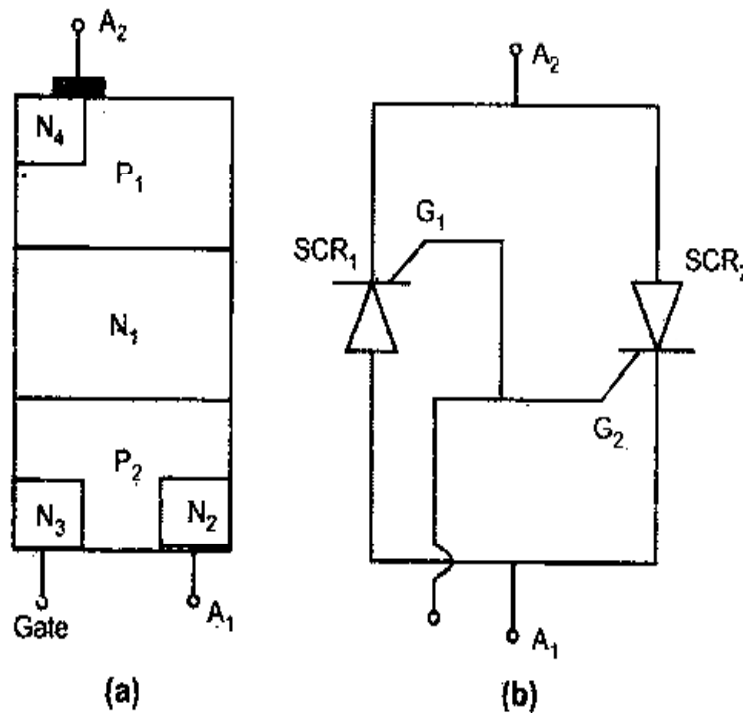 A₂
N₄
P₁
N₁
P₂
N₃
N₂
Gate
A₁
(a)
A₂
G₁
SCR₁
SCR₂
G₂
A₁
(b)